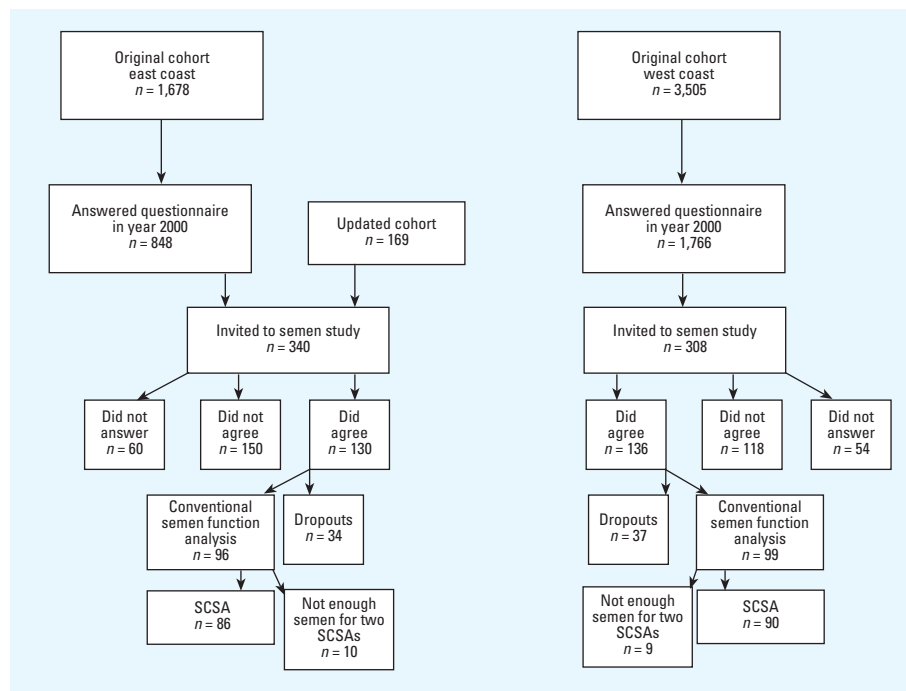 Original cohort
east coast
n = 1,678
Original cohort
west coast
n = 3,505
Answered questionnaire
in year 2000
n = 848
Updated cohort
n = 169
Answered questionnaire
in year 2000
n = 1,766
Invited to semen study
n = 340
Invited to semen study
n = 308
Did not
answer
n = 60
Did not
agree
n = 150
Did
agree
n = 130
Did
agree
n = 136
Did not
agree
n = 118
Did not
answer
n = 54
Conventional
semen function
analysis
n = 96
Dropouts
n = 34
Dropouts
n = 37
Conventional
semen function
analysis
n = 99
SCSA
n = 86
Not enough
semen for two
SCSAs
n = 10
Not enough
semen for two
SCSAs
n = 9
SCSA
n = 90